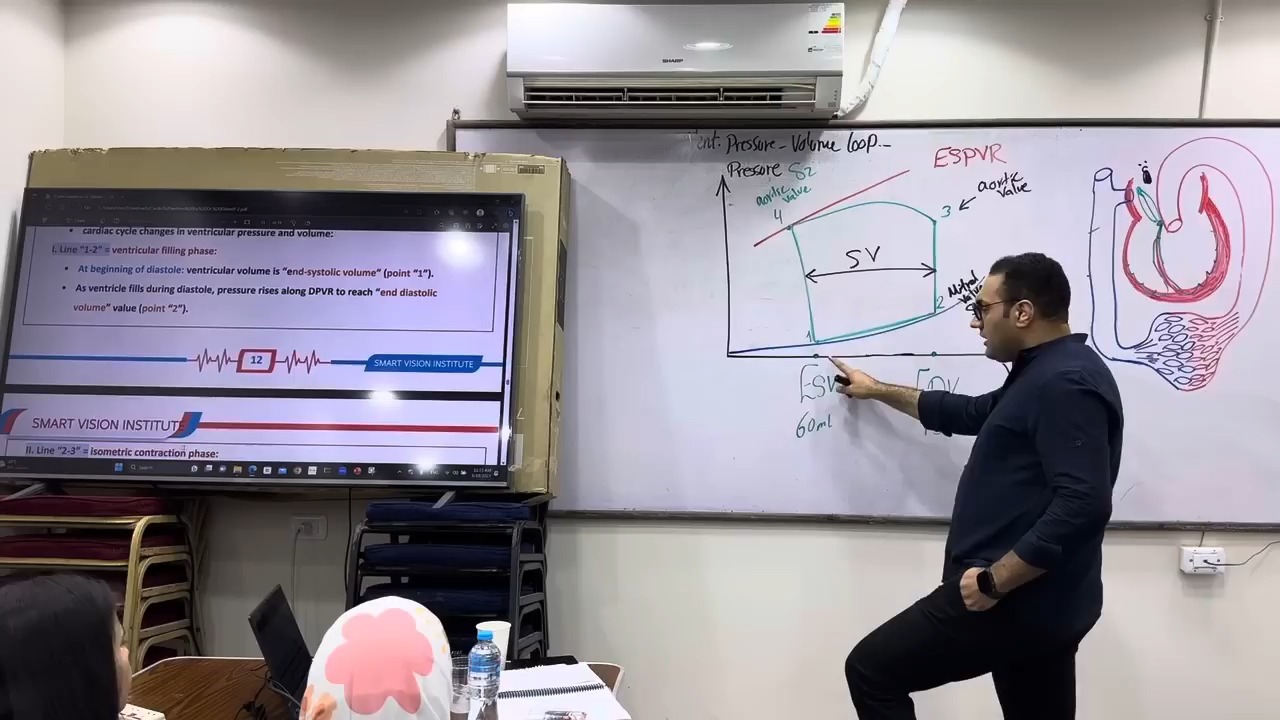 SHARP
cardiac cycle changes in ventricular pressure and volume:
I. Line "1-2" = ventricular filling phase:
At beginning of diastole: ventricular volume is "end-systolic volume" (point "1").
As ventricle fills during diastole, pressure rises along DPVR to reach "end diastolic
volume" value (point "2").
12
SMART VISION INSTITUTE
SMART VISION INSTITUTE
II. Line "2-3" = isometric contraction phase:
Search
Pressure - Volume loop
ESPVR
Pressure S2
aortic
valve
aortic
valve
4
3
SV
Mitral
2
1
ESV
60ml